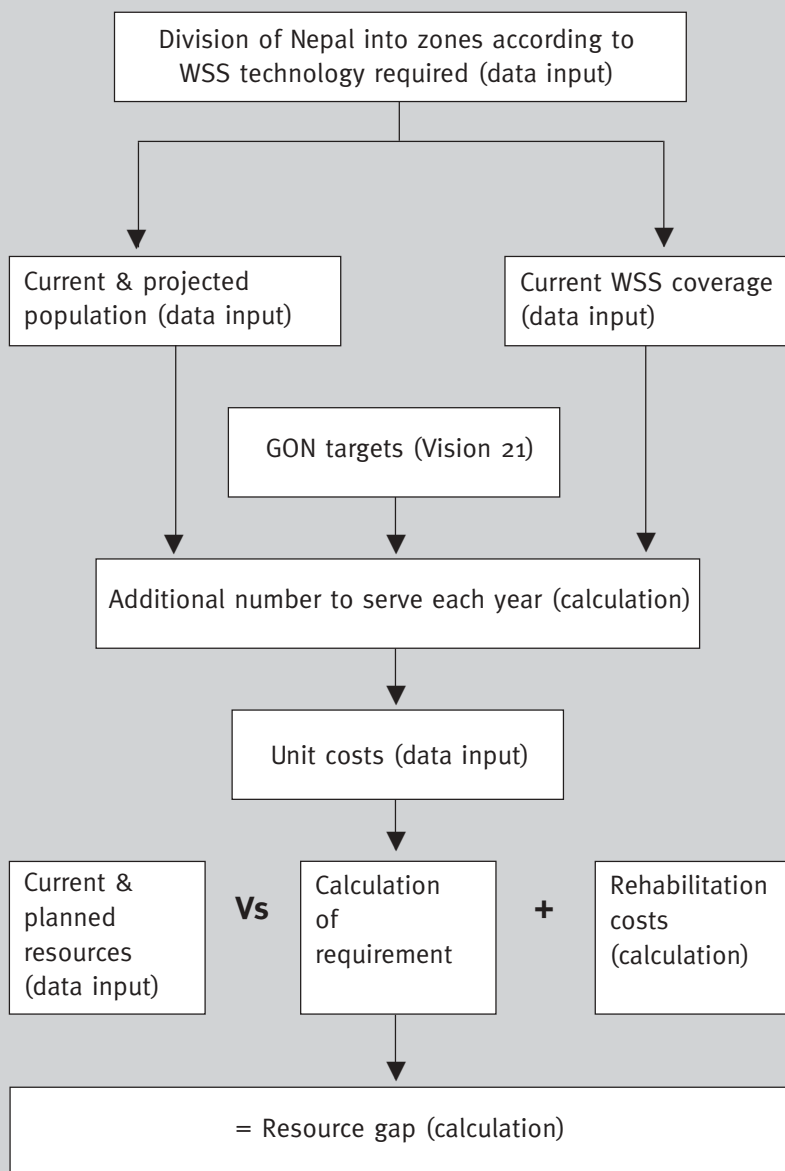 Division of Nepal into zones according to
WSS technology required (data input)
Current & projected
population (data input)
Current WSS coverage
(data input)
GON targets (Vision 21)
Additional number to serve each year (calculation)
Unit costs (data input)
Current &
planned
resources
(data input)
Vs
Calculation
of
requirement
+
Rehabilitation
costs
(calculation)
= Resource gap (calculation)